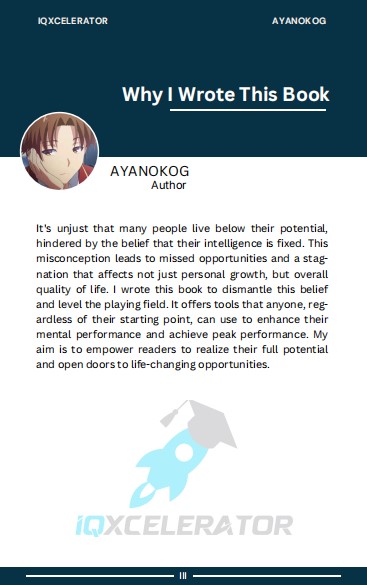 IQXCELERATOR AYANOKOG
Why I Wrote This Book
AYANOKOG
Author
It's unjust that many people live below their potential,
hindered by the belief that their intelligence is fixed. This
misconception leads to missed opportunities and a stag-
nation that affects not just personal growth, but overall
quality of life. I wrote this book to dismantle this belief
and level the playing field. It offers tools that anyone, reg-
ardless of their starting point, can use to enhance their
mental performance and achieve peak performance. My
aim is to empower readers to realize their full potential
and open doors to life-changing opportunities.
IQXCELERATOR
III